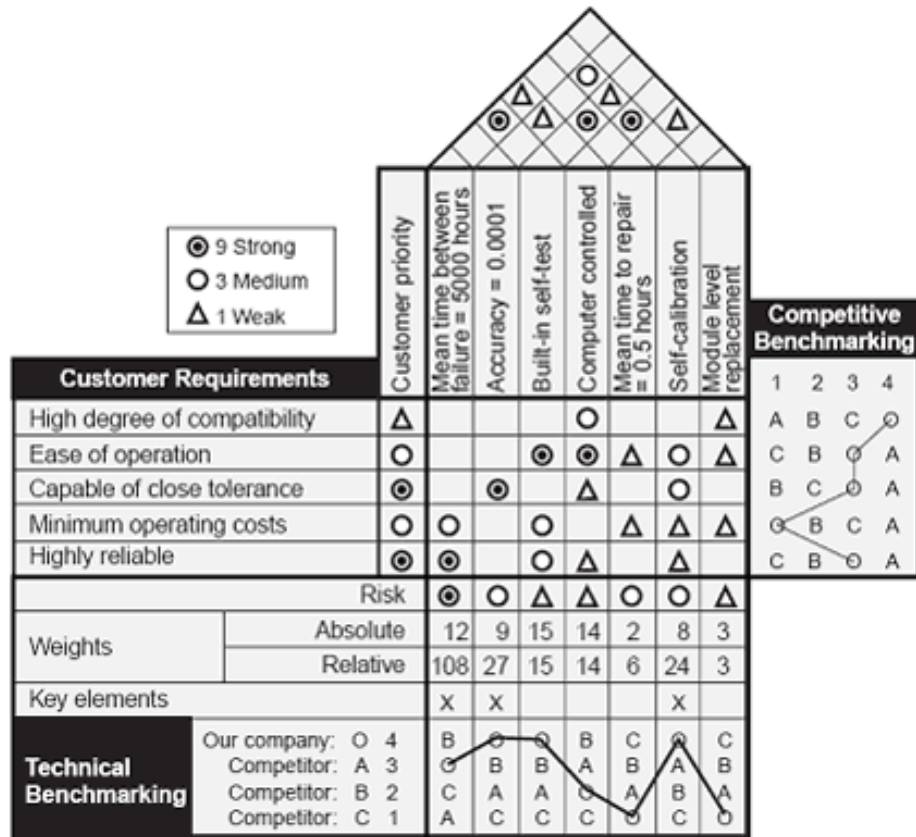 9 Strong
3 Medium
1 Weak
Customer priority
Mean time between
failure = 5000 hours
Accuracy = 0.0001
Built-in self-test
Computer controlled
Mean time to repair
= 0.5 hours
Self-calibration
Module level
replacement
Competitive
Benchmarking
Customer Requirements
1 2 3 4
High degree of compatibility A B C O
Ease of operation C B O A
Capable of close tolerance B C O A
Minimum operating costs O B C A
Highly reliable C B O A
Risk
Weights
Absolute 12 9 15 14 2 8 3
Relative 108 27 15 14 6 24 3
Key elements X X X
Technical
Benchmarking
Our company: O 4 B O O B C O C
Competitor: A 3 O B B A B A B
Competitor: B 2 C A A O A B A
Competitor: C 1 A C C C O C O